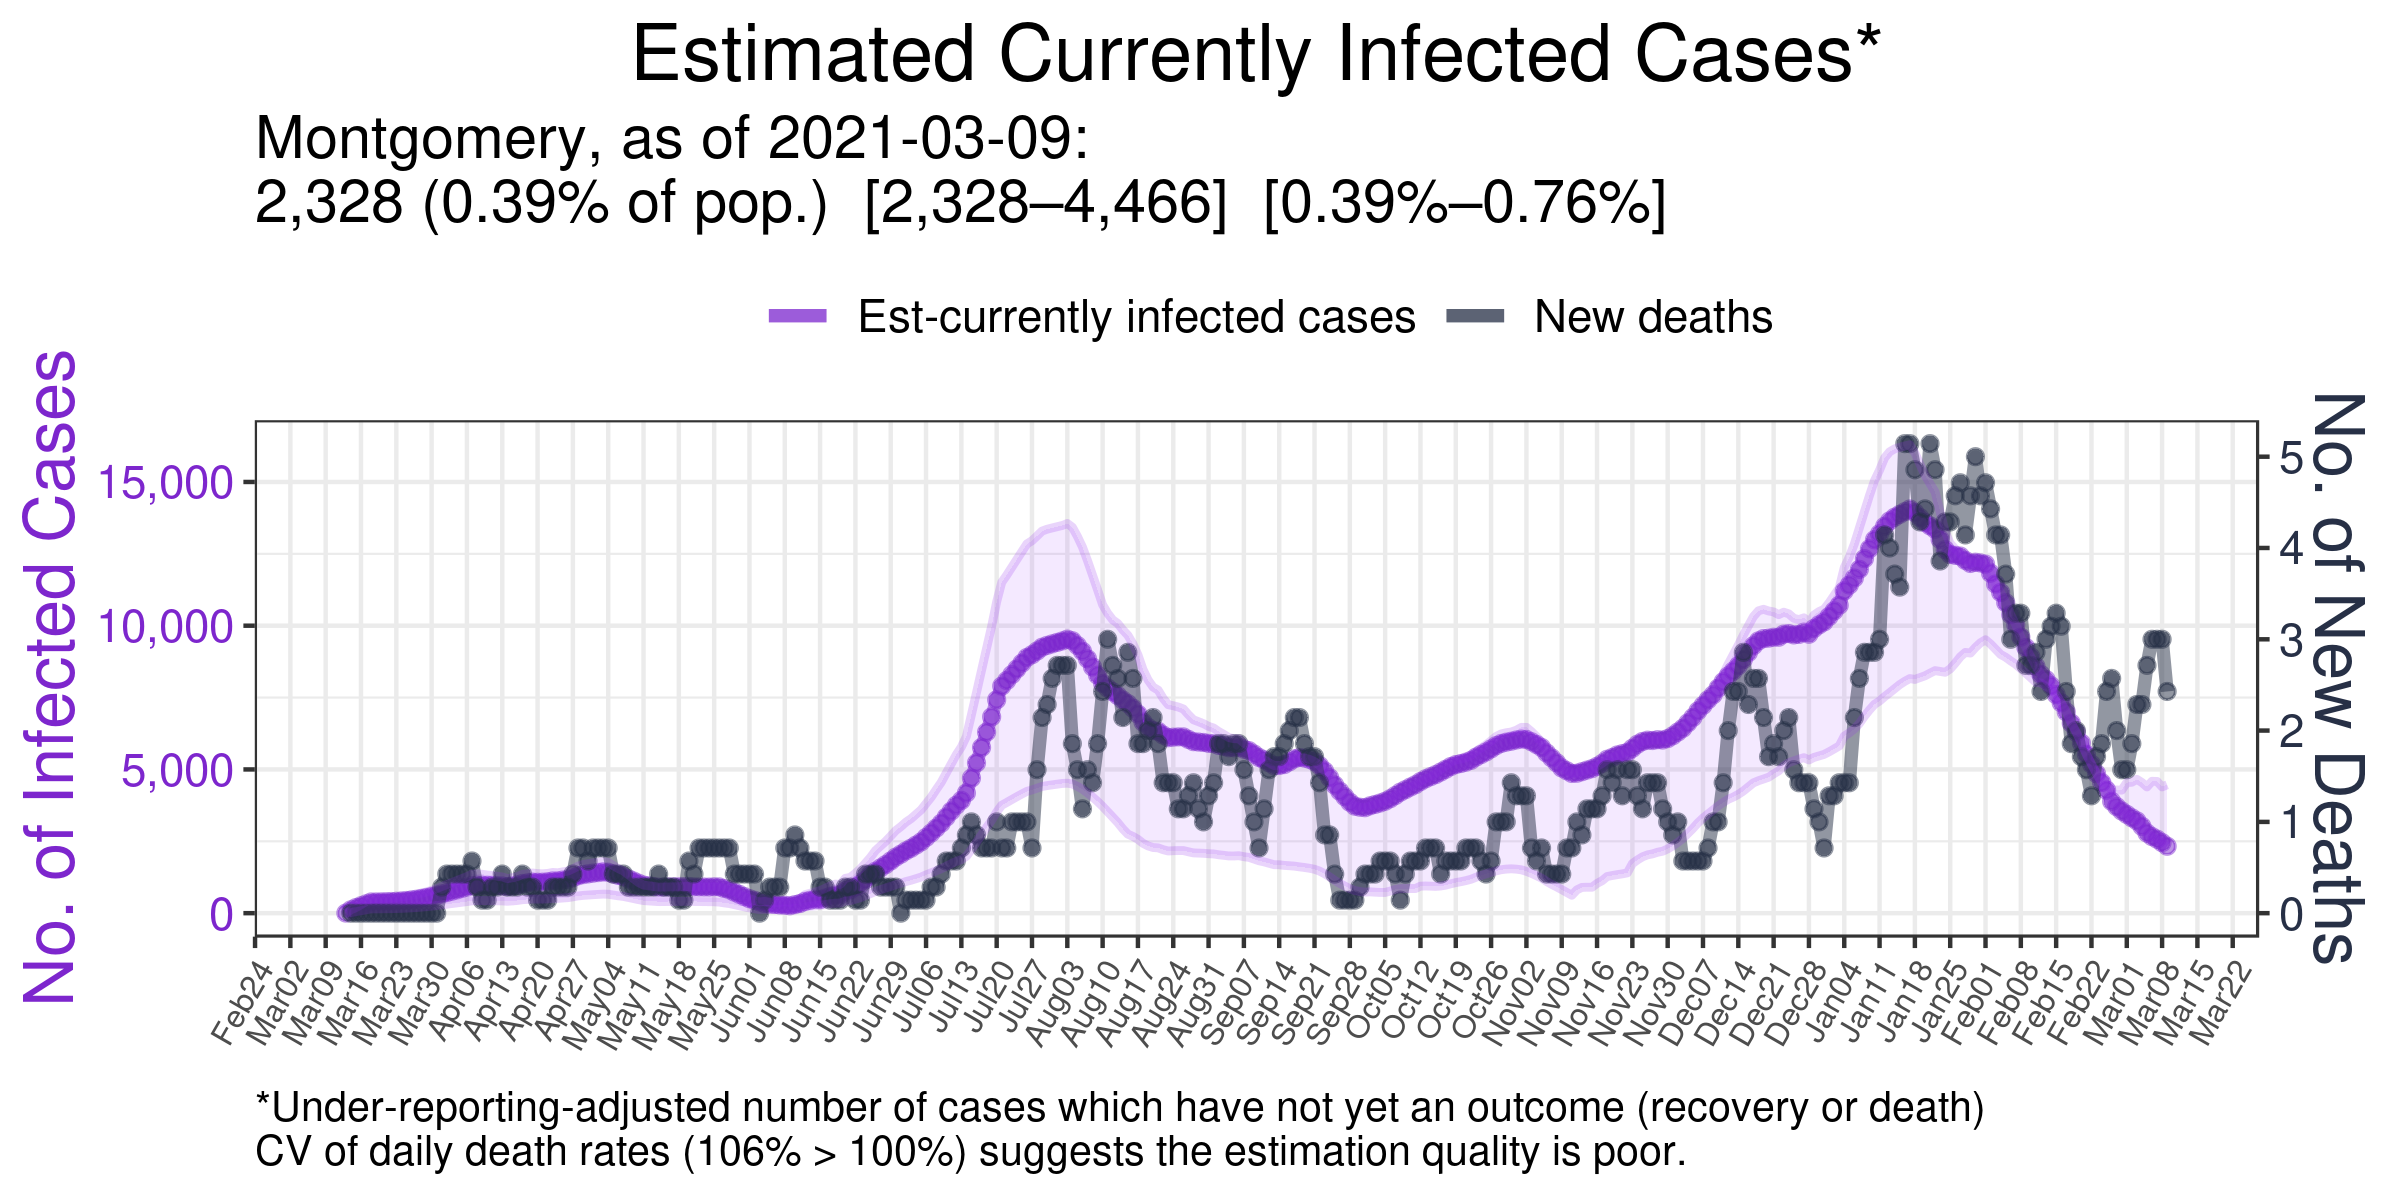 Estimated Currently Infected Cases*
Montgomery, as of 2021-03-09:
2,328 (0.39% of pop.) [2,328–4,466] [0.39%–0.76%]
Est-currently infected cases New deaths
No. of Infected Cases
15,000
10,000
5,000
0
5
4
3
2
1
0
No. of New Deaths
Feb24 Mar02 Mar09 Mar16 Mar23 Mar30 Apr06 Apr13 Apr20 Apr27 May04 May11 May18 May25 Jun01 Jun08 Jun15 Jun22 Jun29 Jul06 Jul13 Jul20 Jul27 Aug03 Aug10 Aug17 Aug24 Aug31 Sep07 Sep14 Sep21 Sep28 Oct05 Oct12 Oct19 Oct26 Nov02 Nov09 Nov16 Nov23 Nov30 Dec07 Dec14 Dec21 Dec28 Jan04 Jan11 Jan18 Jan25 Feb01 Feb08 Feb15 Feb22 Mar01 Mar08 Mar15 Mar22
*Under-reporting-adjusted number of cases which have not yet an outcome (recovery or death)
CV of daily death rates (106% > 100%) suggests the estimation quality is poor.